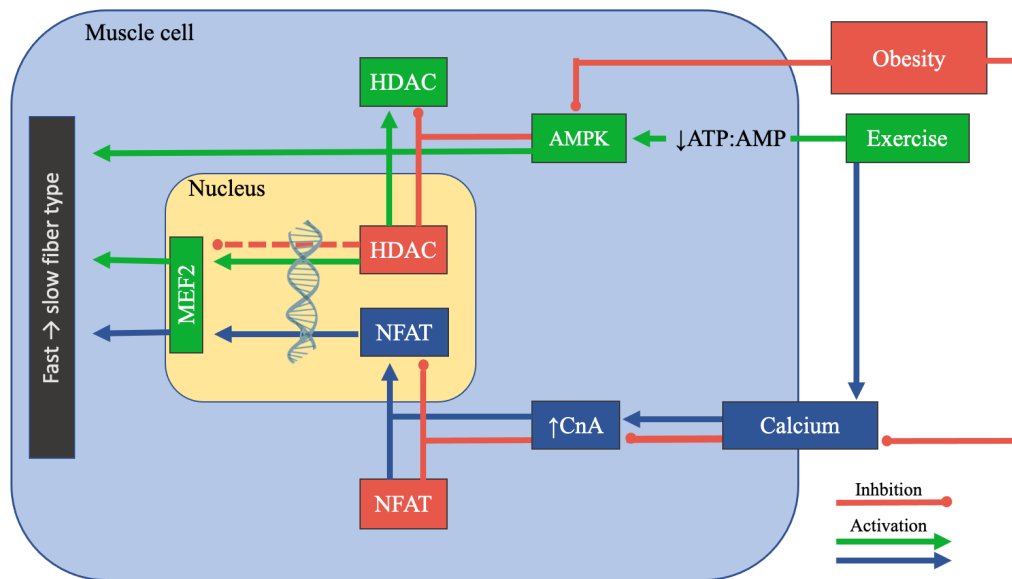 Muscle cell
Obesity
HDAC
AMPK
↓ATP:AMP
Exercise
Nucleus
HDAC
MEF2
NFAT
Fast → slow fiber type
↑CnA
Calcium
NFAT
Inhbition
Activation